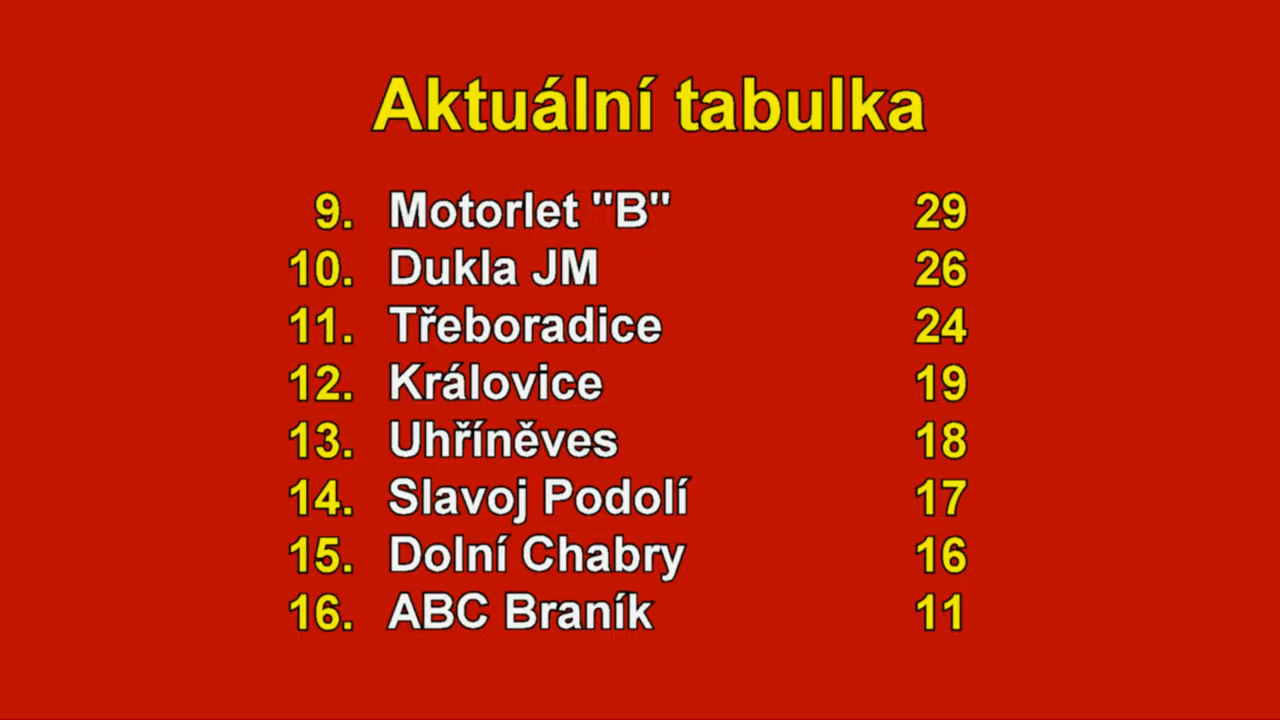 Aktuální tabulka
9. Motorlet "B" 29
10. Dukla JM 26
11. Třeboradice 24
12. Královice 19
13. Uhříněves 18
14. Slavoj Podolí 17
15. Dolní Chabry 16
16. ABC Braník 11